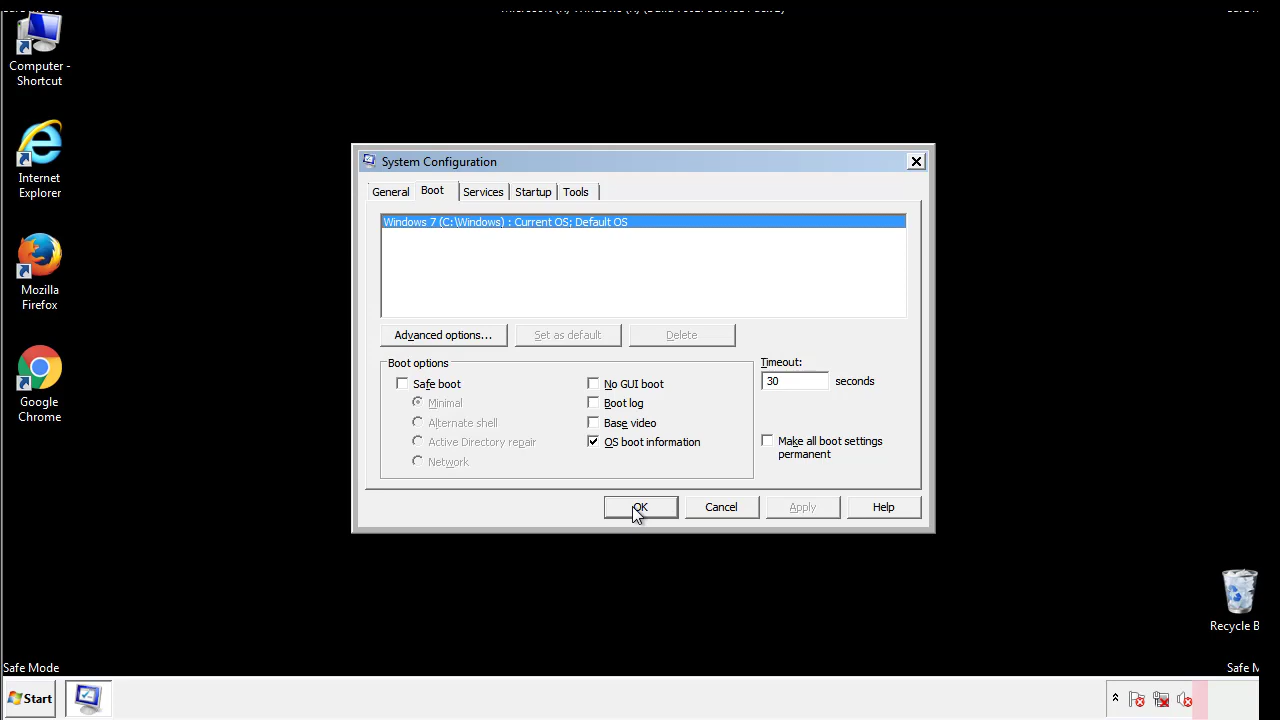 Computer -
Shortcut
Internet
Explorer
Mozilla
Firefox
Google
Chrome
System Configuration
General
Boot
Services
Startup
Tools
Windows 7 (C:\Windows) : Current OS; Default OS
Advanced options...
Set as default
Delete
Boot options
Safe boot
Minimal
Alternate shell
Active Directory repair
Network
No GUI boot
Boot log
Base video
OS boot information
Timeout:
30 seconds
Make all boot settings
permanent
OK
Cancel
Apply
Help
Recycle B
Safe Mode
Safe M
Start